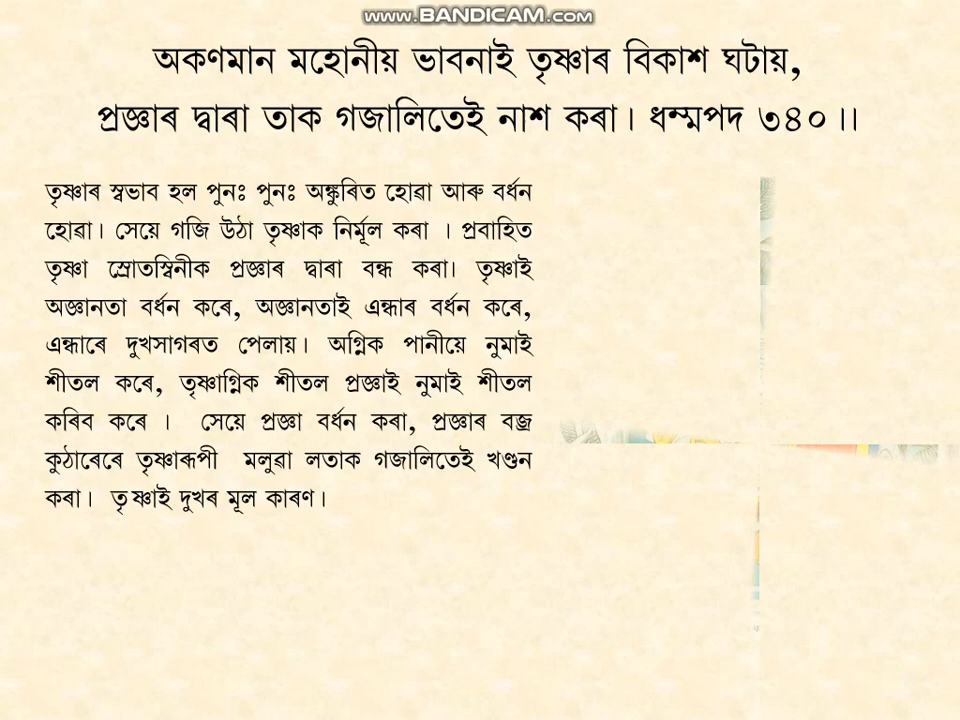 www.BANDICAM.com
অকণমান মহোনীয় ভাবনাই তৃষ্ণাৰ বিকাশ ঘটায়,
প্ৰজ্ঞাৰ দ্বাৰা তাক গজালিতেই নাশ কৰা। ধম্মপদ ৩৪০।।
তৃষ্ণাৰ স্বভাব হল পুনঃ পুনঃ অঙ্কুৰিত হোৱা আৰু বৰ্ধন
হোৱা। সেয়ে গজি উঠা তৃষ্ণাক নিৰ্মূল কৰা । প্ৰবাহিত
তৃষ্ণা স্ৰোতস্বিনীক প্ৰজ্ঞাৰ দ্বাৰা বন্ধ কৰা। তৃষ্ণাই
অজ্ঞানতা বৰ্ধন কৰে, অজ্ঞানতাই এন্ধাৰ বৰ্ধন কৰে,
এন্ধাৰে দুখসাগৰত পেলায়। অগ্নিক পানীয়ে নুমাই
শীতল কৰে, তৃষ্ণাগ্নিক শীতল প্ৰজ্ঞাই নুমাই শীতল
কৰিব কৰে । সেয়ে প্ৰজ্ঞা বৰ্ধন কৰা, প্ৰজ্ঞাৰ বজ্ৰ
কুঠাৰেৰে তৃষ্ণাৰূপী মলুৱা লতাক গজালিতেই খণ্ডন
কৰা। তৃষ্ণাই দুখৰ মূল কাৰণ।